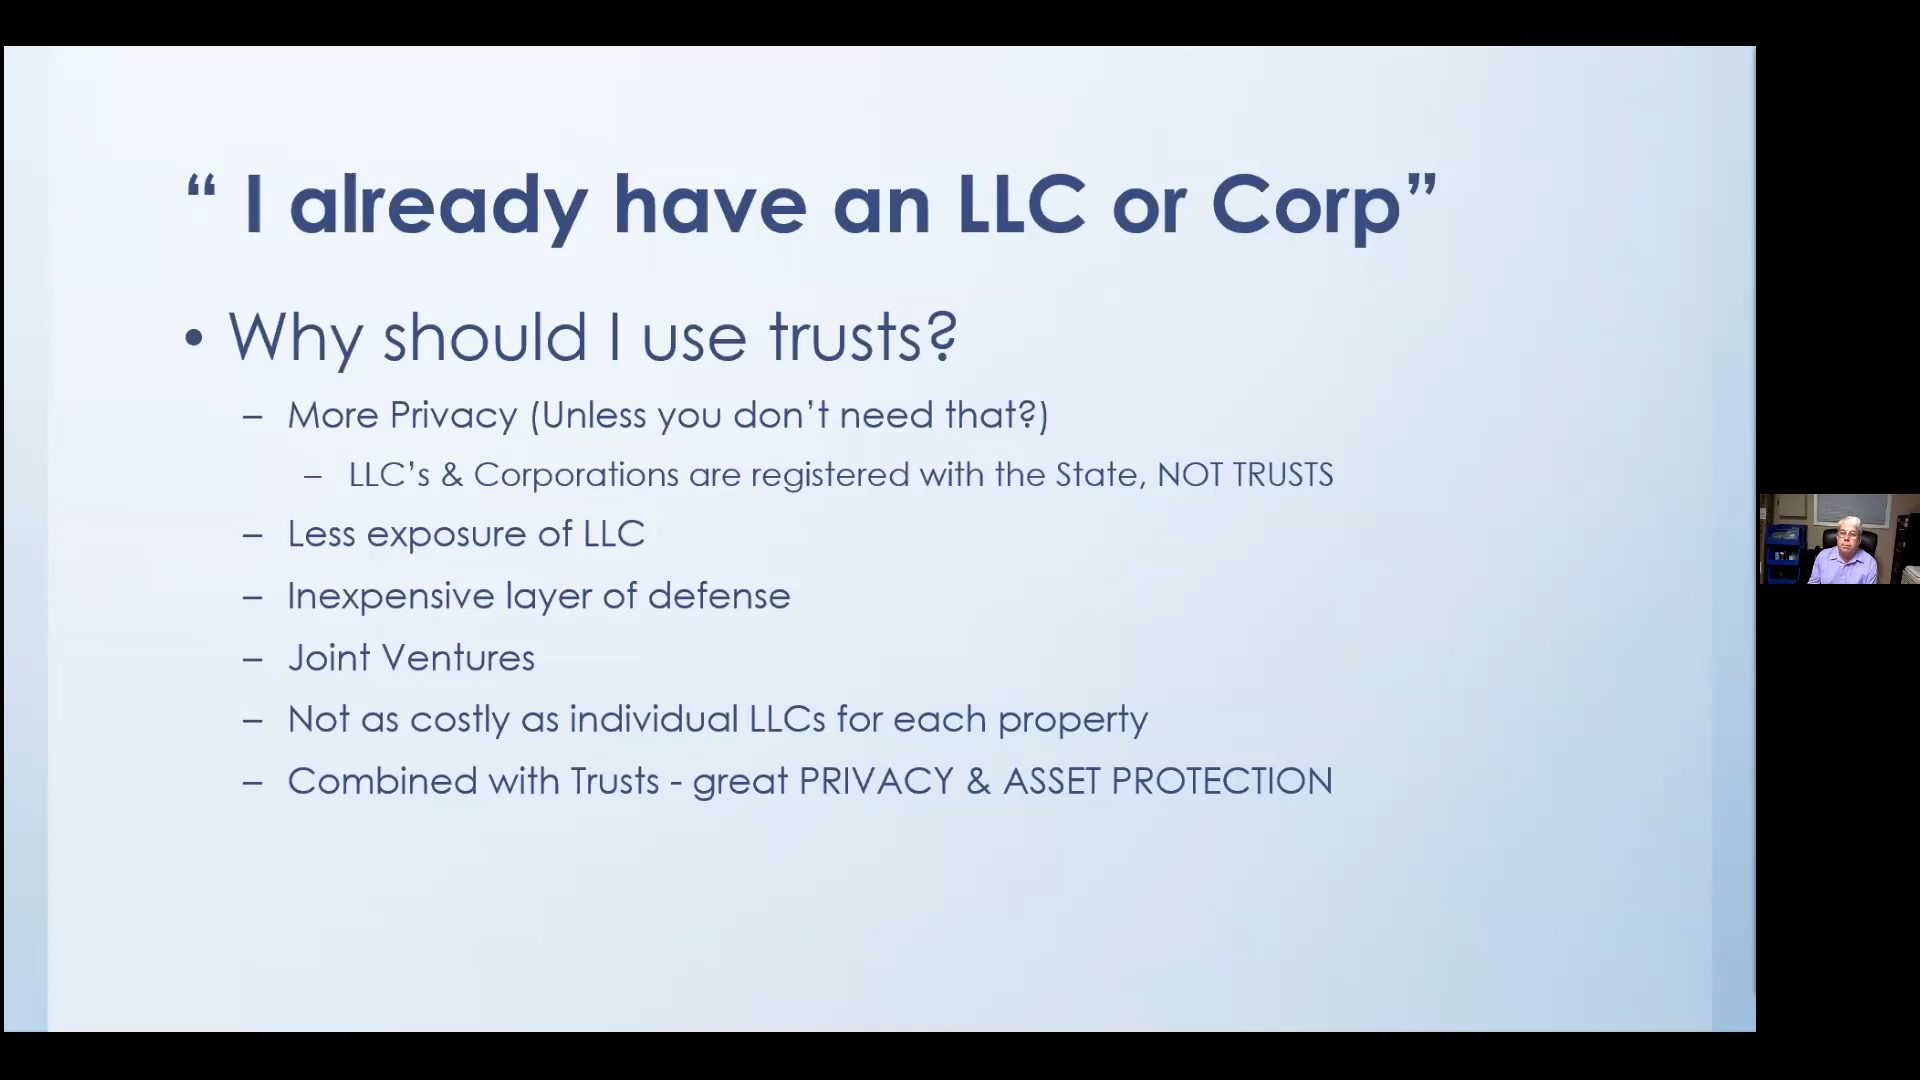 “ I already have an LLC or Corp”
• Why should I use trusts?
– More Privacy (Unless you don’t need that?)
– LLC’s & Corporations are registered with the State, NOT TRUSTS
– Less exposure of LLC
– Inexpensive layer of defense
– Joint Ventures
– Not as costly as individual LLCs for each property
– Combined with Trusts - great PRIVACY & ASSET PROTECTION